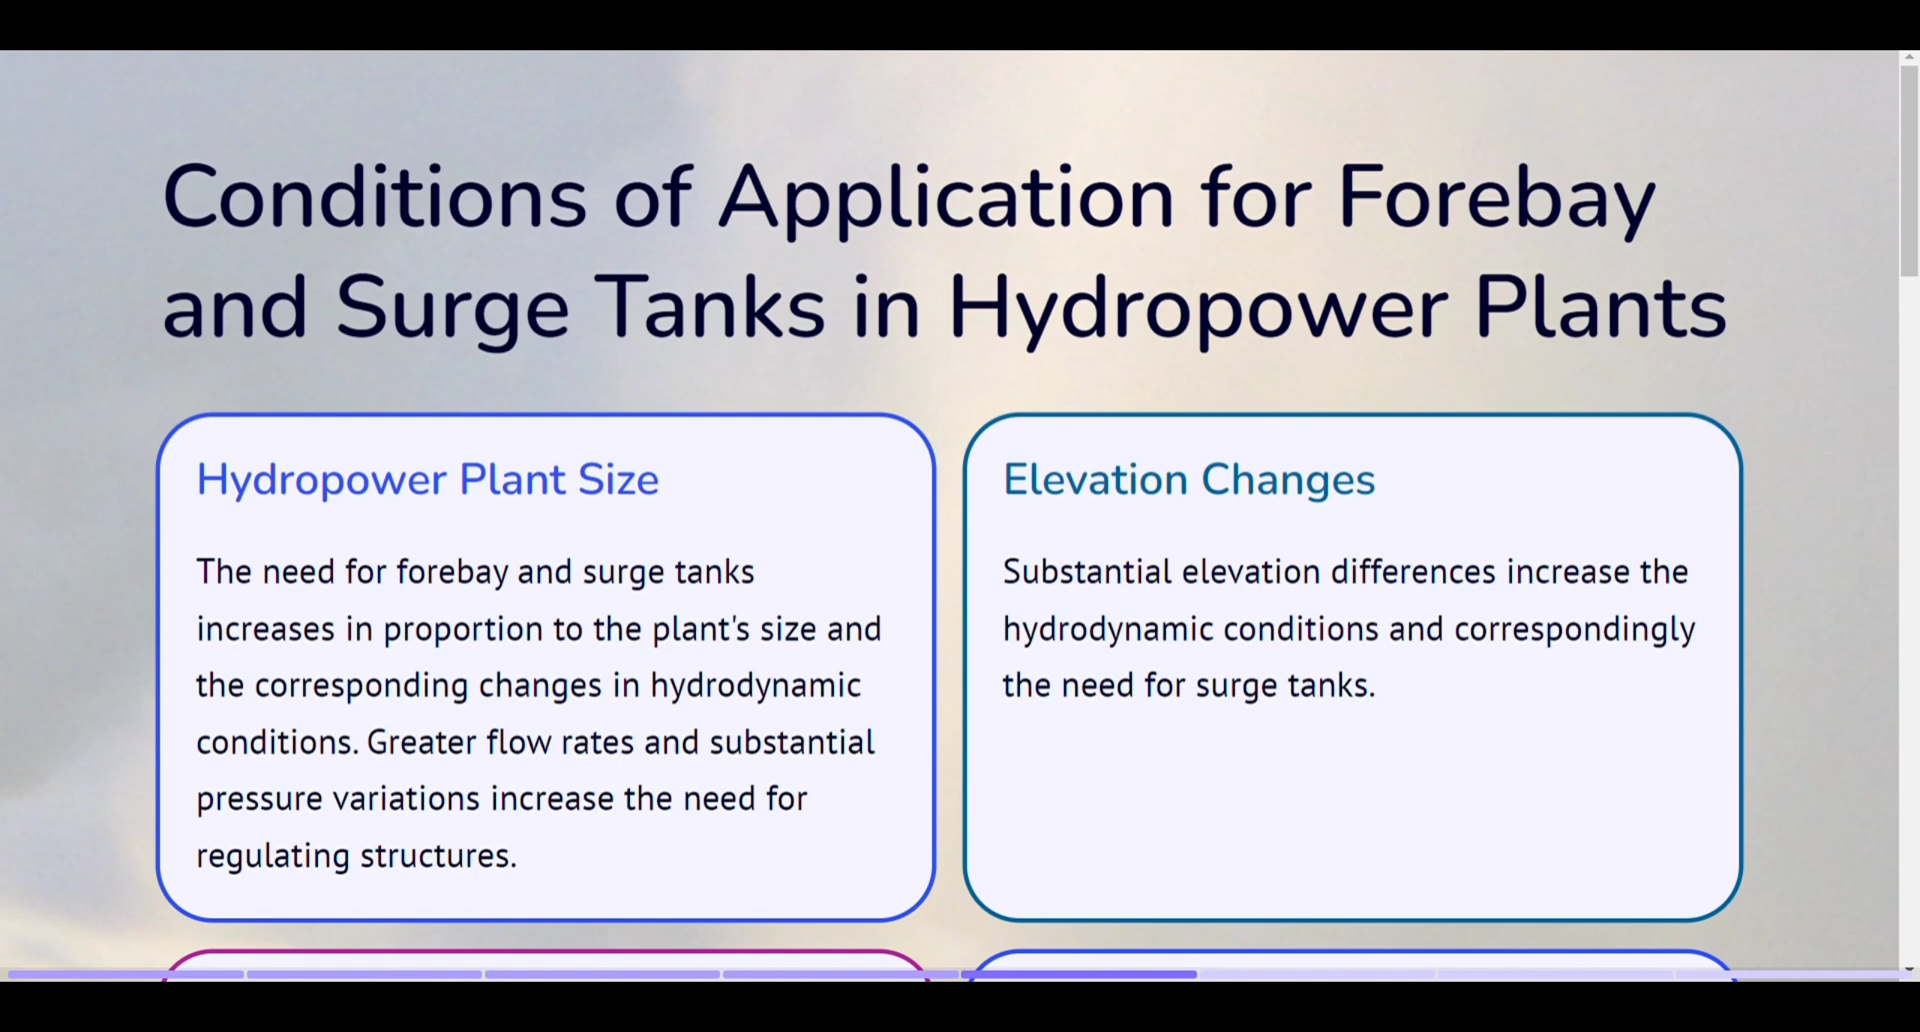 Conditions of Application for Forebay
and Surge Tanks in Hydropower Plants
Hydropower Plant Size
The need for forebay and surge tanks
increases in proportion to the plant's size and
the corresponding changes in hydrodynamic
conditions. Greater flow rates and substantial
pressure variations increase the need for
regulating structures.
Elevation Changes
Substantial elevation differences increase the
hydrodynamic conditions and correspondingly
the need for surge tanks.